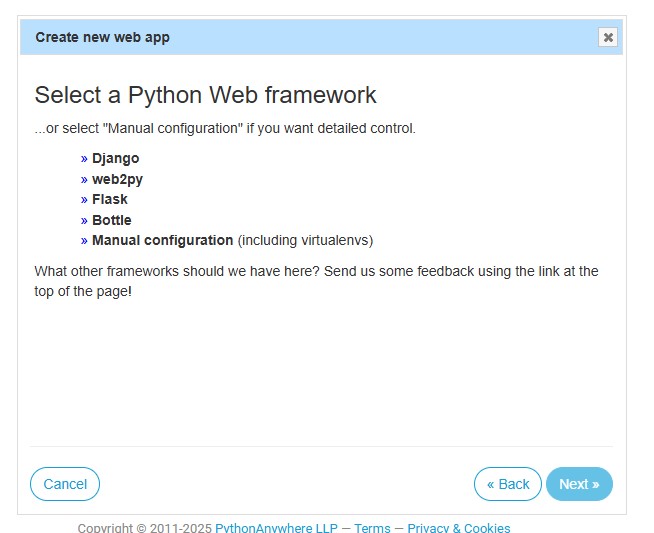 Create new web app
Select a Python Web framework
...or select "Manual configuration" if you want detailed control.
» Django
» web2py
» Flask
» Bottle
» Manual configuration (including virtualenvs)
What other frameworks should we have here? Send us some feedback using the link at the
top of the page!
Cancel
« Back
Next »
Copyright © 2011-2025 PythonAnywhere LLP — Terms — Privacy & Cookies